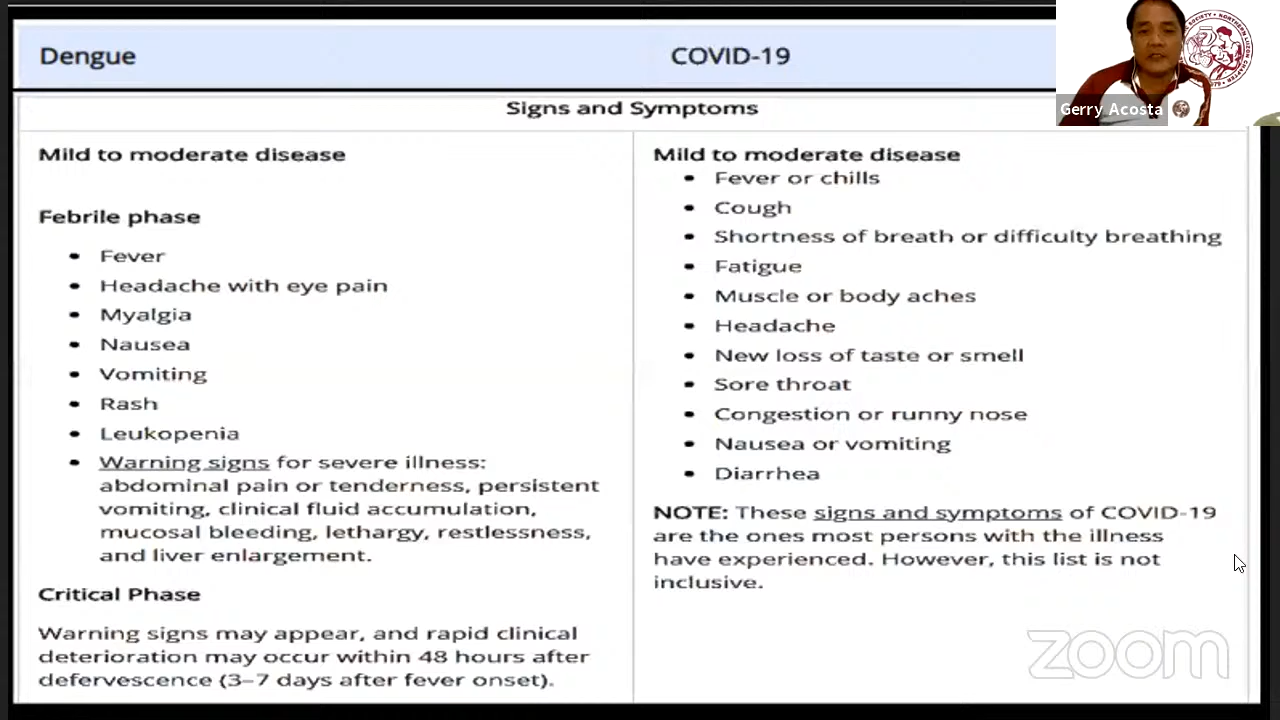 Dengue
COVID-19
Gerry Acosta
Signs and Symptoms
Mild to moderate disease
Febrile phase
• Fever
• Headache with eye pain
• Myalgia
• Nausea
• Vomiting
• Rash
• Leukopenia
• Warning signs for severe illness:
abdominal pain or tenderness, persistent
vomiting, clinical fluid accumulation,
mucosal bleeding, lethargy, restlessness,
and liver enlargement.
Critical Phase
Warning signs may appear, and rapid clinical
deterioration may occur within 48 hours after
defervescence (3–7 days after fever onset).
Mild to moderate disease
• Fever or chills
• Cough
• Shortness of breath or difficulty breathing
• Fatigue
• Muscle or body aches
• Headache
• New loss of taste or smell
• Sore throat
• Congestion or runny nose
• Nausea or vomiting
• Diarrhea
NOTE: These signs and symptoms of COVID-19
are the ones most persons with the illness
have experienced. However, this list is not
inclusive.
zoom